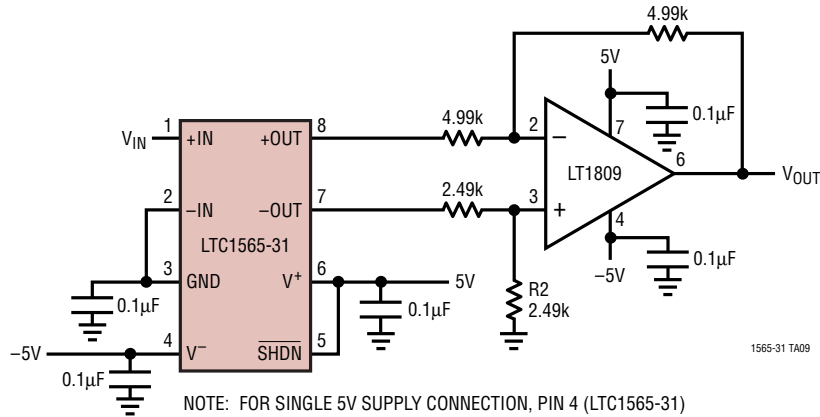 4.99k
5V
0.1µF
7
1
VIN
+IN
+OUT
8
4.99k
2
–
6
LT1809
VOUT
2
–IN
–OUT
7
2.49k
3
+
4
LTC1565-31
0.1µF
–5V
3
GND
V+
6
5V
R2
2.49k
0.1µF
0.1µF
–5V
4
V–
SHDN
5
0.1µF
1565-31 TA09
NOTE: FOR SINGLE 5V SUPPLY CONNECTION, PIN 4 (LTC1565-31)